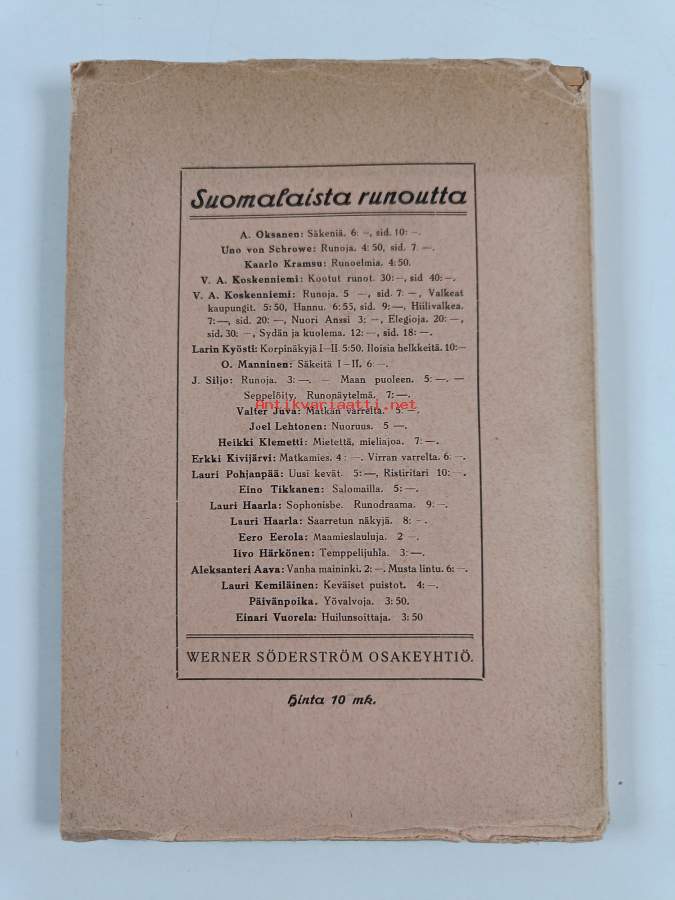 Suomalaista runoutta
A. Oksanen: Säkeniä. 6: –, sid. 10: –.
Uno von Schrowe: Runoja. 4: 50, sid. 7 —.
Kaarlo Kramsu: Runoelmia. 4: 50.
V. A. Koskenniemi: Kootut runot. 30: –, sid 40: –.
V. A. Koskenniemi: Runoja. 5 —, sid. 7: –, Valkeat
kaupungit. 5: 50, Hannu. 6: 55, sid. 9: —. Hiilivalkea.
7: —, sid. 20: —, Nuori Anssi 3: –, Elegioja. 20: —,
sid. 30: –, Sydän ja kuolema. 12: —, sid. 18: —.
Larin Kyösti: Korpinäkyjä I—II 5:50. Iloisia helkkeitä. 10: —
O. Manninen: Säkeitä I—II. 6: —.
J. Siljo: Runoja. 3: —. — Maan puoleen. 5: —. —
Seppelöity. Runonäytelmä. 7: —.
Antikvariaatti.net
Valter Juva: Matkan varrelta. 5: —.
Joel Lehtonen: Nuoruus. 5 —.
Heikki Klemetti: Mietettä, mieliajoa. 7: —.
Erkki Kivijärvi: Matkamies. 4: —. Virran varrelta. 6: —.
Lauri Pohjanpää: Uusi kevät. 5: —, Ristiritari 10: —.
Eino Tikkanen: Salomailla. 5: —.
Lauri Haarla: Sophonisbe. Runodraama. 9: —.
Lauri Haarla: Saarretun näkyjä. 8: –.
Eero Eerola: Maamieslauluja. 2 —.
Iivo Härkönen: Temppelijuhla. 3: —.
Aleksanteri Aava: Vanha maininki. 2: —. Musta lintu. 6: —.
Lauri Kemiläinen: Keväiset puistot. 4: —.
Päivänpoika. Yövalvoja. 3: 50.
Einari Vuorela: Huilunsoittaja. 3: 50
WERNER SÖDERSTRÖM OSAKEYHTIÖ.
Hinta 10 mk.